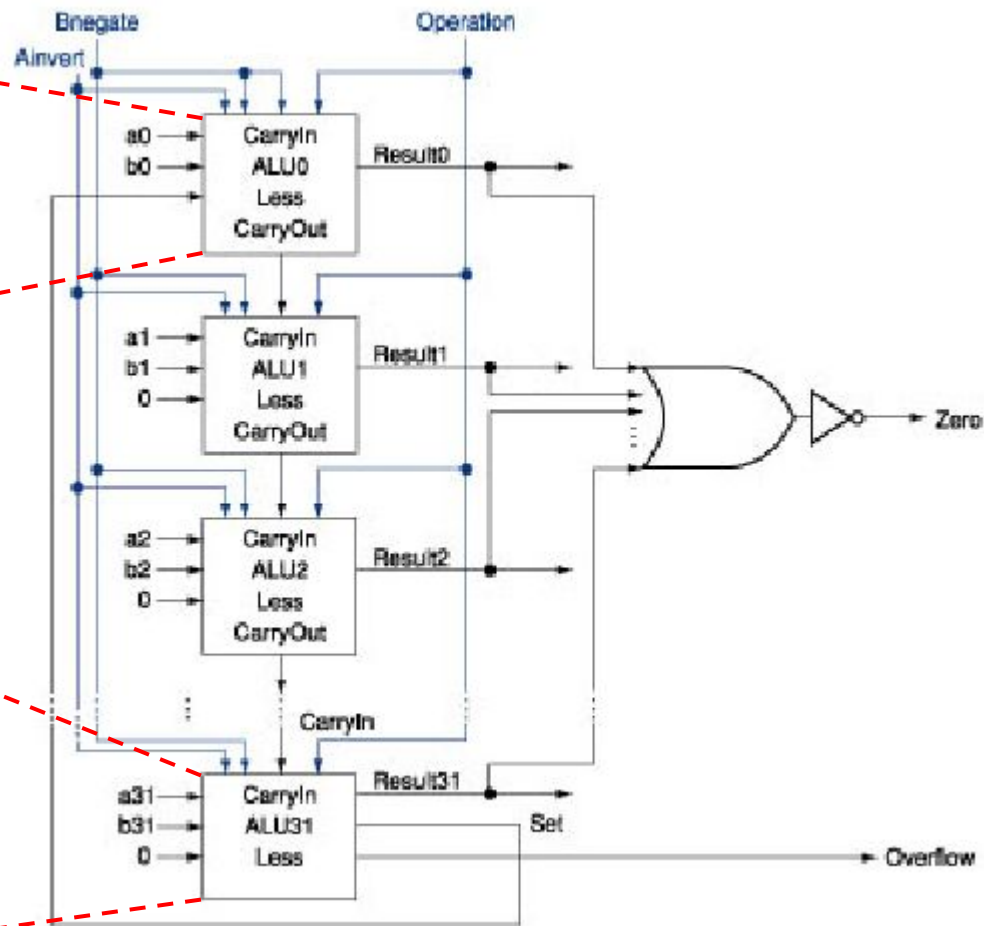 Bnegate
Operation
Ainvert
a0
b0
CarryIn
ALU0
Less
CarryOut
Result0
a1
b1
0
CarryIn
ALU1
Less
CarryOut
Result1
Zero
a2
b2
0
CarryIn
ALU2
Less
CarryOut
Result2
CarryIn
a31
b31
0
CarryIn
ALU31
Less
Result31
Set
Overflow